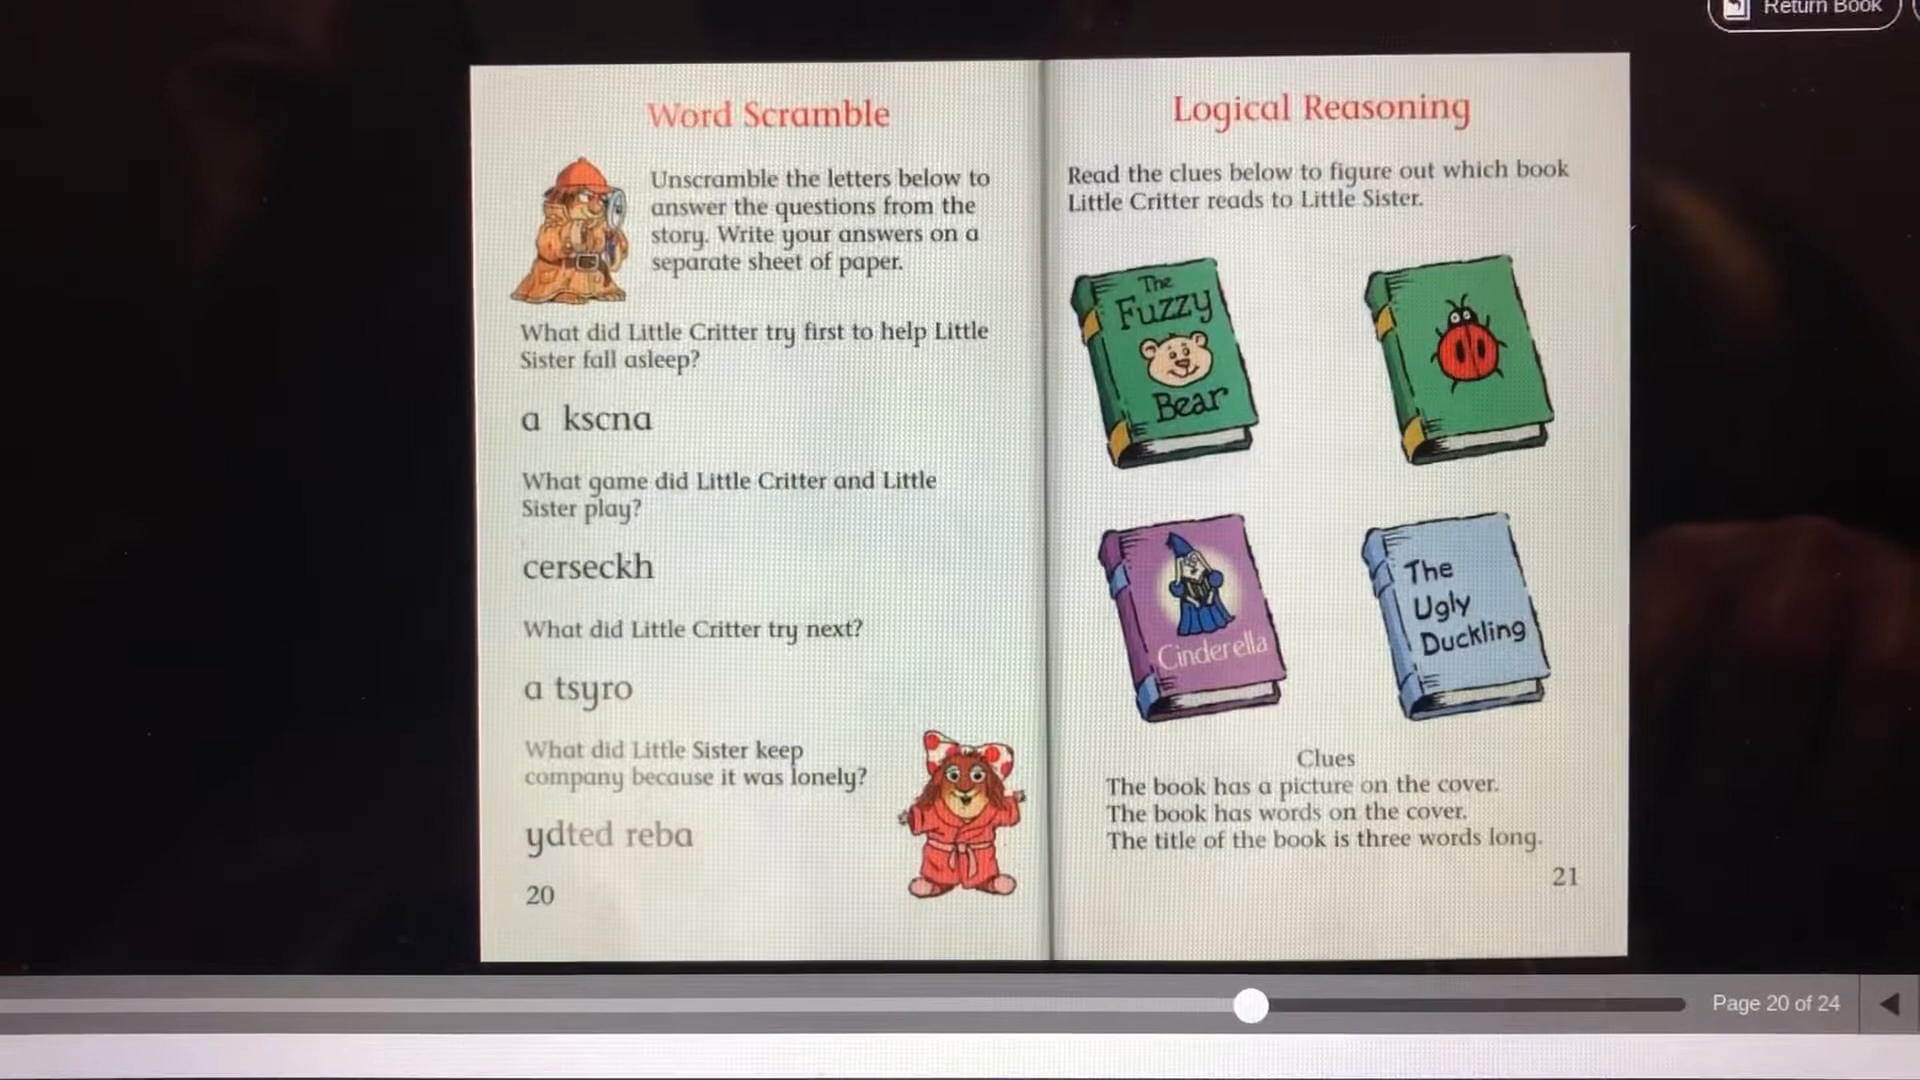 Return Book
Word Scramble
Unscramble the letters below to
answer the questions from the
story. Write your answers on a
separate sheet of paper.
What did Little Critter try first to help Little
Sister fall asleep?
a kscna
What game did Little Critter and Little
Sister play?
cerseckh
What did Little Critter try next?
a tsyro
What did Little Sister keep
company because it was lonely?
ydted reba
20
Logical Reasoning
Read the clues below to figure out which book
Little Critter reads to Little Sister.
The
Fuzzy
Bear
Cinderella
The
Ugly
Duckling
Clues
The book has a picture on the cover.
The book has words on the cover.
The title of the book is three words long.
21
Page 20 of 24